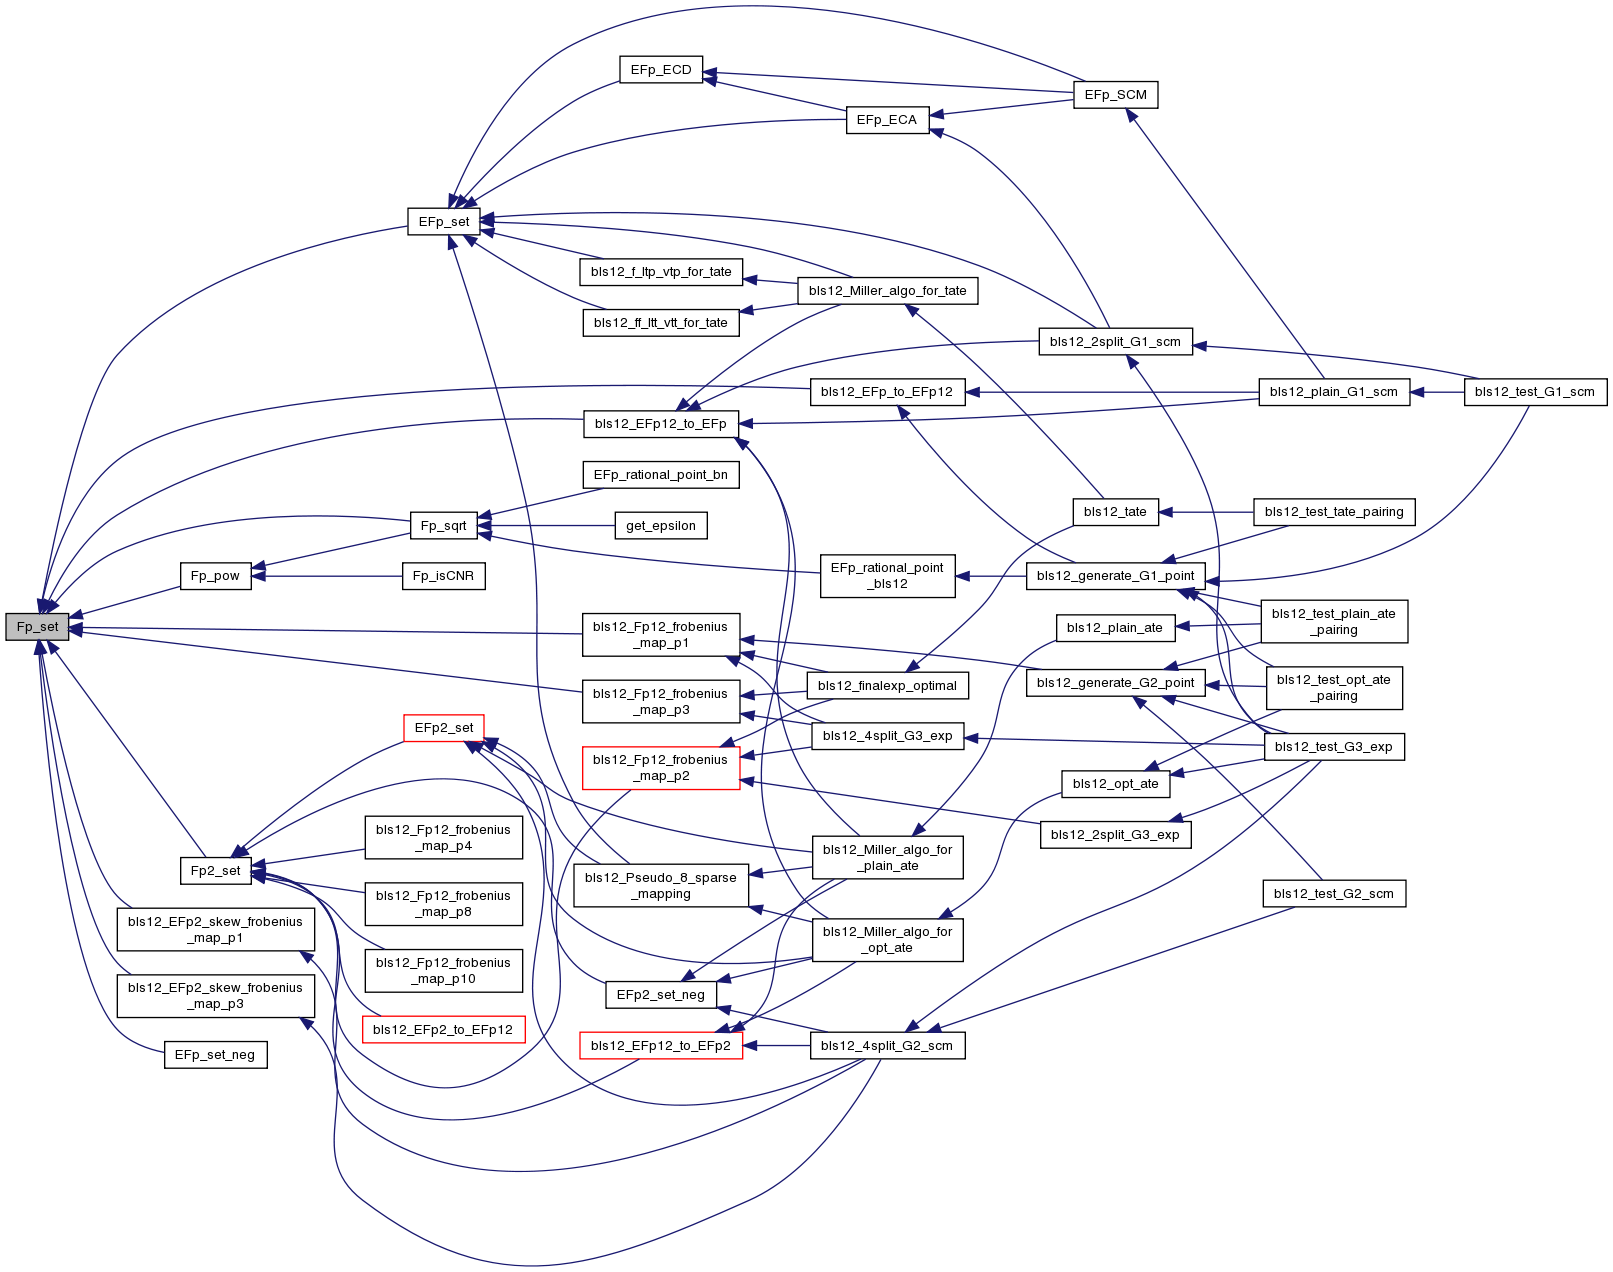 EFp_ECD
EFp_SCM
EFp_ECA
EFp_set
bls12_f_ltp_vtp_for_tate
bls12_Miller_algo_for_tate
bls12_ff_ltt_vtt_for_tate
bls12_2split_G1_scm
bls12_EFp_to_EFp12
bls12_plain_G1_scm
bls12_test_G1_scm
bls12_EFp12_to_EFp
EFp_rational_point_bn
Fp_sqrt
get_epsilon
bls12_tate
bls12_test_tate_pairing
Fp_pow
Fp_isCNR
EFp_rational_point
_bls12
bls12_generate_G1_point
Fp_set
bls12_Fp12_frobenius
_map_p1
bls12_plain_ate
bls12_test_plain_ate
_pairing
bls12_Fp12_frobenius
_map_p3
bls12_finalexp_optimal
bls12_generate_G2_point
bls12_test_opt_ate
_pairing
EFp2_set
bls12_4split_G3_exp
bls12_test_G3_exp
bls12_Fp12_frobenius
_map_p2
bls12_opt_ate
bls12_Fp12_frobenius
_map_p4
bls12_2split_G3_exp
Fp2_set
bls12_Miller_algo_for
_plain_ate
bls12_Pseudo_8_sparse
_mapping
bls12_test_G2_scm
bls12_Fp12_frobenius
_map_p8
bls12_EFp2_skew_frobenius
_map_p1
bls12_Miller_algo_for
_opt_ate
bls12_Fp12_frobenius
_map_p10
bls12_EFp2_skew_frobenius
_map_p3
EFp2_set_neg
bls12_EFp2_to_EFp12
EFp_set_neg
bls12_EFp12_to_EFp2
bls12_4split_G2_scm